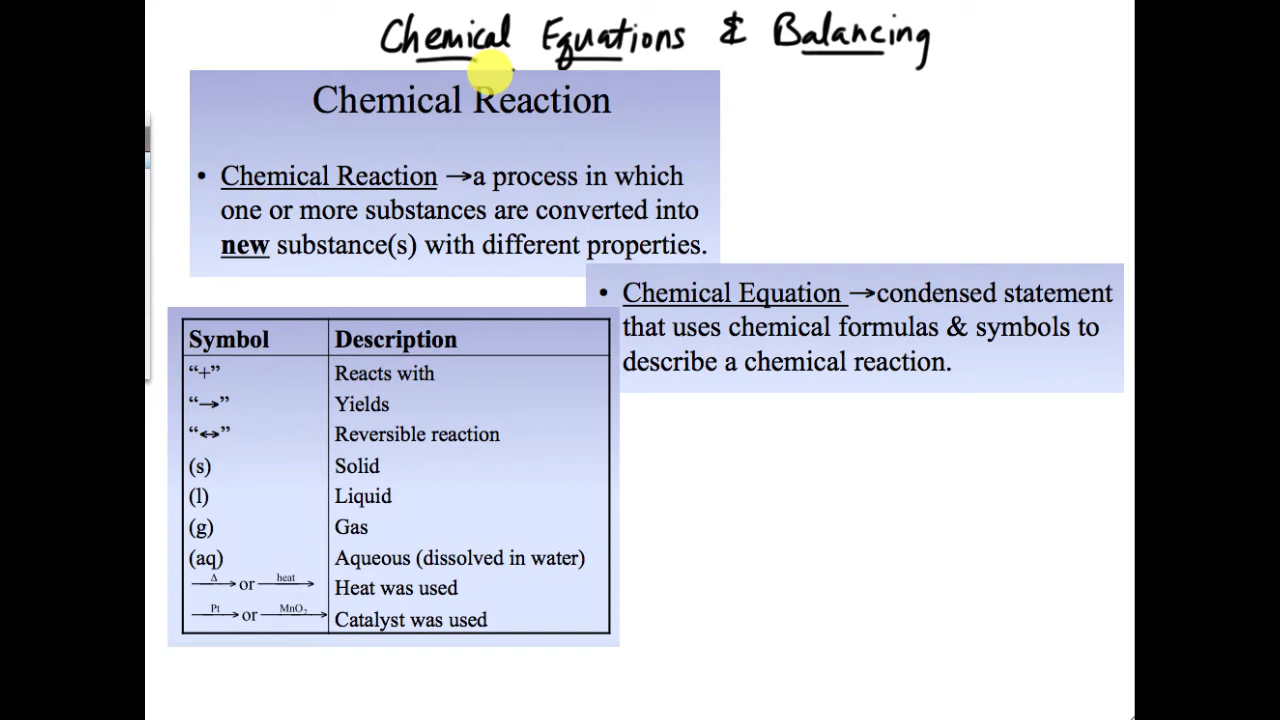 Chemical Equations & Balancing
Chemical Reaction
• Chemical Reaction →a process in which
one or more substances are converted into
new substance(s) with different properties.
• Chemical Equation →condensed statement
that uses chemical formulas & symbols to
describe a chemical reaction.
Symbol Description
“+” Reacts with
“→” Yields
“↔” Reversible reaction
(s) Solid
(l) Liquid
(g) Gas
(aq) Aqueous (dissolved in water)
Δ→ or heat→ Heat was used
Pt→ or MnO₂→ Catalyst was used